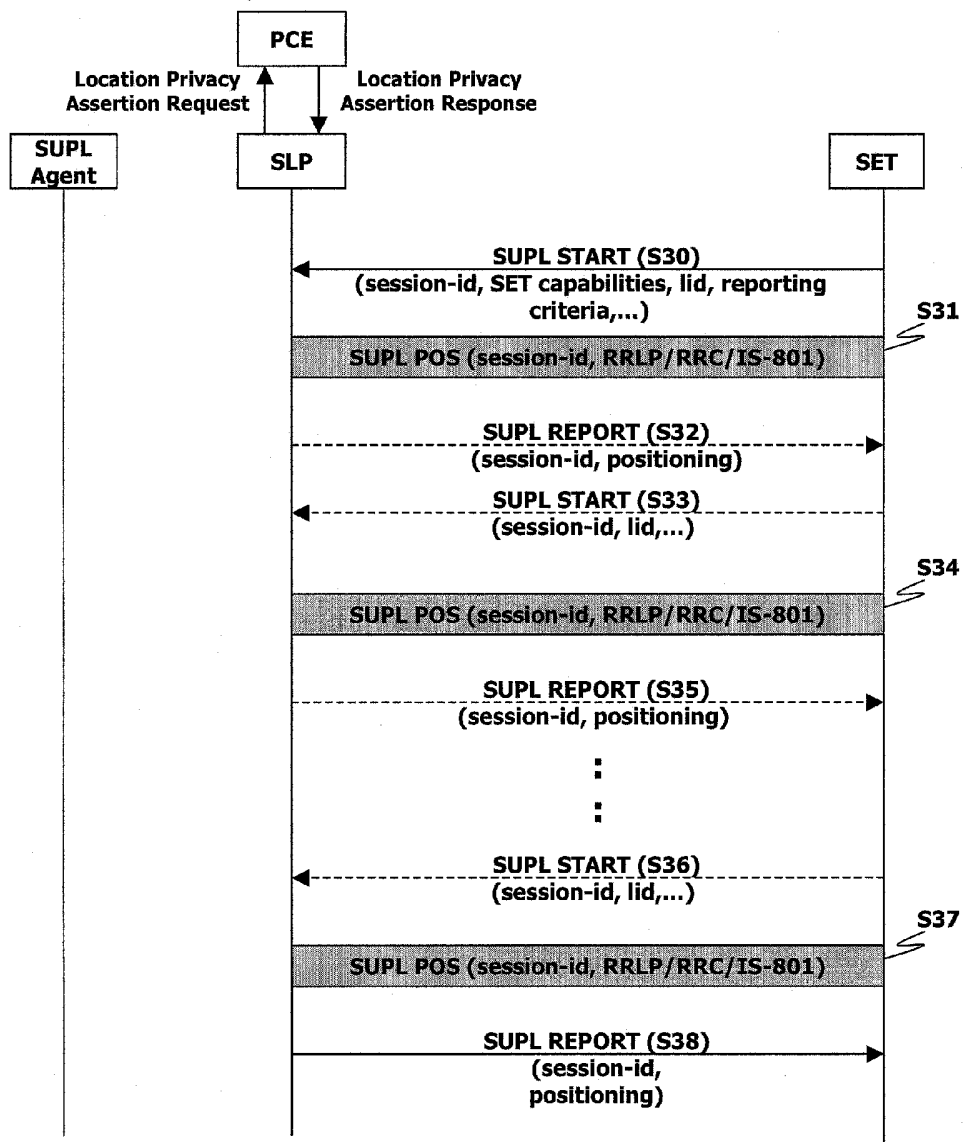 PCE
Location Privacy
Assertion Request
Location Privacy
Assertion Response
SUPL
Agent
SLP
SET
SUPL START (S30)
(session-id, SET capabilities, lid, reporting
criteria,...)
S31
SUPL POS (session-id, RRLP/RRC/IS-801)
SUPL REPORT (S32)
(session-id, positioning)
SUPL START (S33)
(session-id, lid,...)
S34
SUPL POS (session-id, RRLP/RRC/IS-801)
SUPL REPORT (S35)
(session-id, positioning)
SUPL START (S36)
(session-id, lid,...)
S37
SUPL POS (session-id, RRLP/RRC/IS-801)
SUPL REPORT (S38)
(session-id,
positioning)